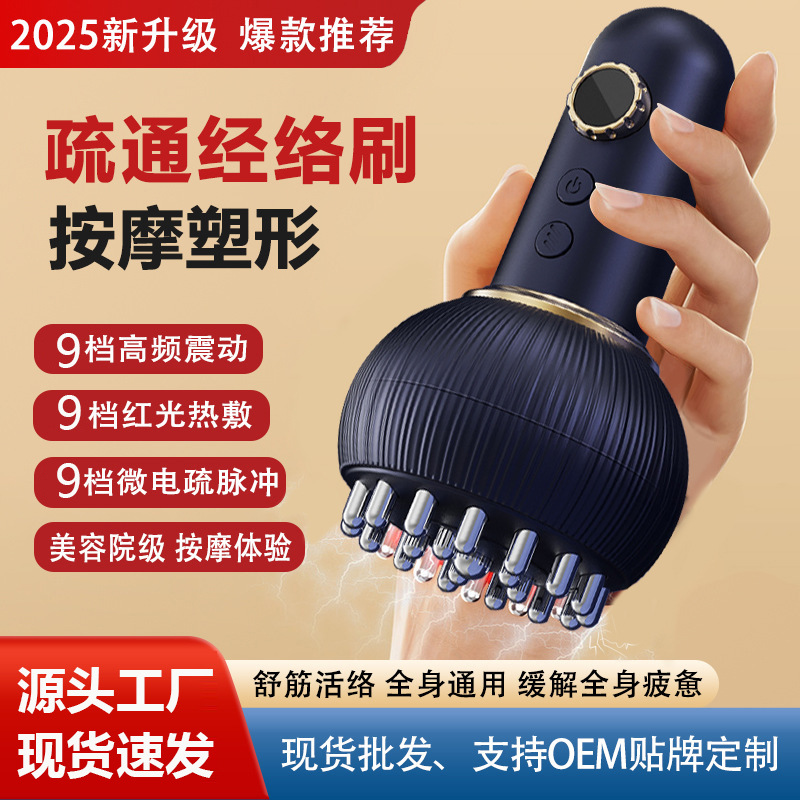 2025新升级 爆款推荐
疏通经络刷
按摩塑形
9档高频震动
9档红光热敷
9档微电疏脉冲
美容院级 按摩体验
舒筋活络 全身通用 缓解全身疲惫
源头工厂
现货速发
现货批发、支持OEM贴牌定制